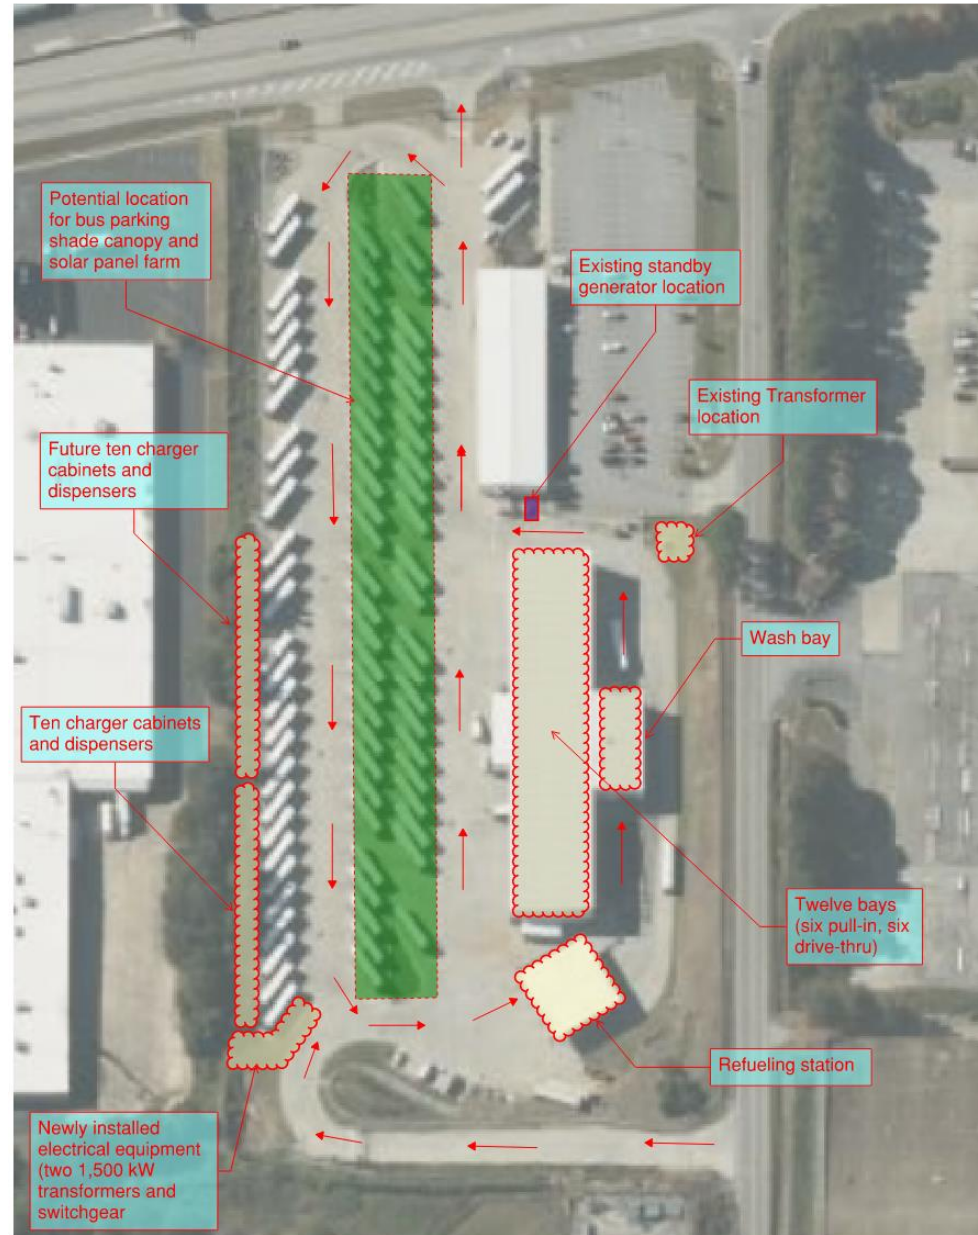 Potential location
for bus parking
shade canopy and
solar panel farm
Existing standby
generator location
Existing Transformer
location
Future ten charger
cabinets and
dispensers
Wash bay
Ten charger cabinets
and dispensers
Twelve bays
(six pull-in, six
drive-thru)
Refueling station
Newly installed
electrical equipment
(two 1,500 kW
transformers and
switchgear